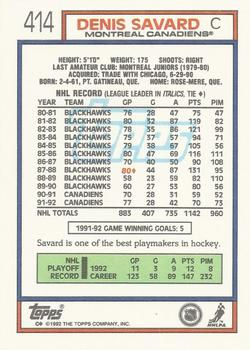 414
DENIS SAVARD C
MONTREAL CANADIENS®
HEIGHT: 5'10" WEIGHT: 175 SHOOTS: RIGHT
LAST AMATEUR CLUB: MONTREAL JUNIORS (1979-80)
ACQUIRED: TRADE WITH CHICAGO, 6-29-90
BORN: 2-4-61, PT. GATINEAU, QUE. HOME: ROSE-MERE, QUE.
NHL RECORD (LEAGUE LEADER IN ITALICS, TIE ♦)
YR TEAM GP G A PTS PIM
80-81 BLACKHAWKS 76 28 47 75 47
81-82 BLACKHAWKS 80 32 87 119 82
82-83 BLACKHAWKS 78 35 86 121 99
83-84 BLACKHAWKS 75 37 57 94 71
84-85 BLACKHAWKS 79 38 67 105 56
85-86 BLACKHAWKS 80 47 69 116 111
86-87 BLACKHAWKS 70 40 50 90 108
87-88 BLACKHAWKS 80♦ 44 87 131 95
88-89 BLACKHAWKS 58 23 59 82 110
89-90 BLACKHAWKS 60 27 53 80 56
90-91 CANADIENS 70 28 31 59 52
91-92 CANADIENS 77 28 42 70 73
NHL TOTALS 883 407 735 1142 960
1991-92 GAME WINNING GOALS: 5
Savard is one of the best playmakers in hockey.
NHL GP G A PTS PIM
PLAYOFF 1992 11 3 9 12 8
RECORD CAREER 123 58 89 147 232
TOPPS
©1992 THE TOPPS COMPANY, INC.
NHL
NHLPA